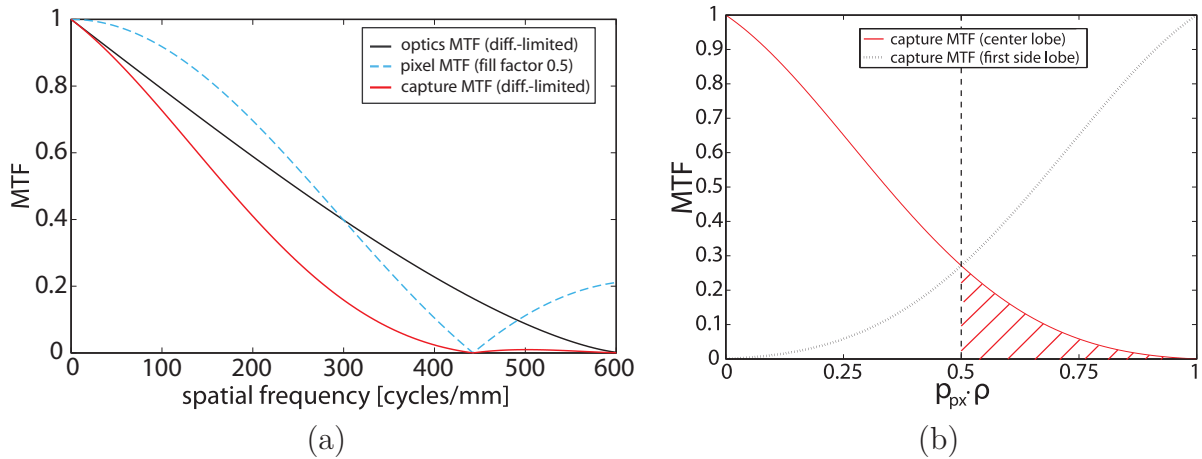 1
0.8
0.6
0.4
0.2
0
MTF
0 100 200 300 400 500 600
spatial frequency [cycles/mm]
optics MTF (diff.-limited)
pixel MTF (fill factor 0.5)
capture MTF (diff.-limited)
(a)
1
0.9
0.8
0.7
0.6
0.5
0.4
0.3
0.2
0.1
0
MTF
0 0.25 0.5 0.75 1
p_px·ρ
capture MTF (center lobe)
capture MTF (first side lobe)
(b)